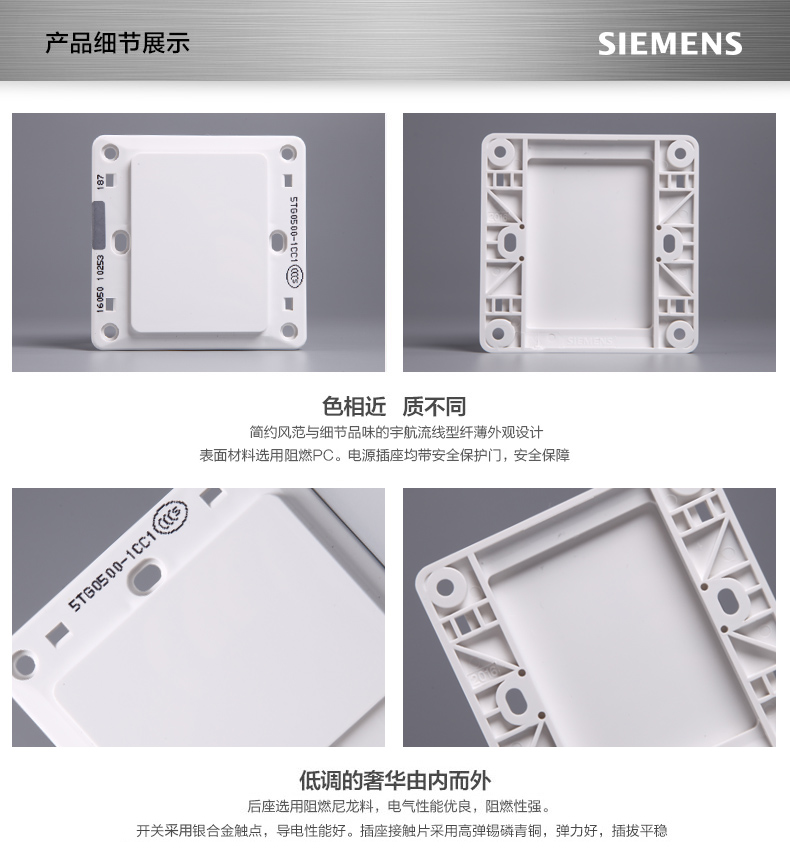 产品细节展示
SIEMENS
187
5TG0500-1CC1
CCCS
16050 10253
SIEMENS
色相近 质不同
简约风范与细节品味的宇航流线型纤薄外观设计
表面材料选用阻燃PC。电源插座均带安全保护门，安全保障
5TG0500-1CC1
CCCS
低调的奢华由内而外
后座选用阻燃尼龙料，电气性能优良，阻燃性强。
开关采用银合金触点，导电性能好。插座接触片采用高弹锡磷青铜，弹力好，插拔平稳